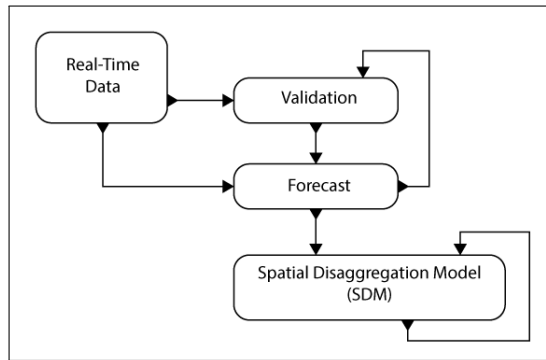 Real-Time
Data
Validation
Forecast
Spatial Disaggregation Model
(SDM)